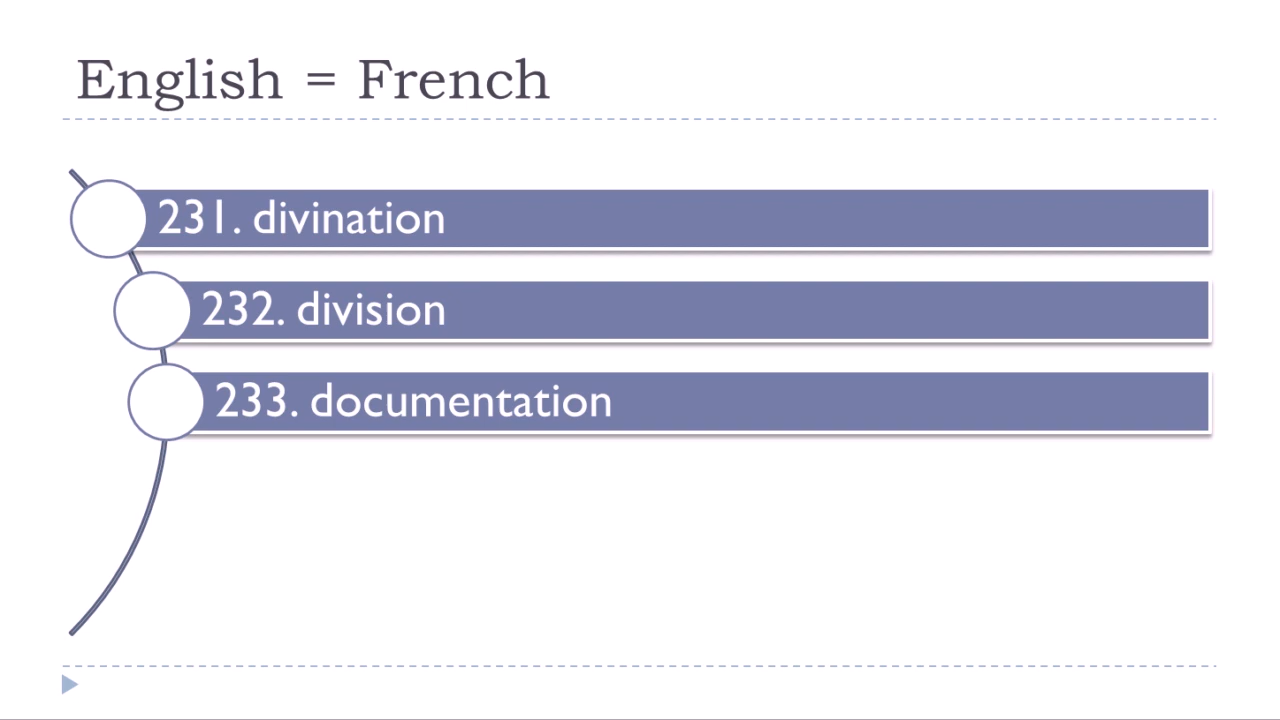 English = French
231. divination
232. division
233. documentation